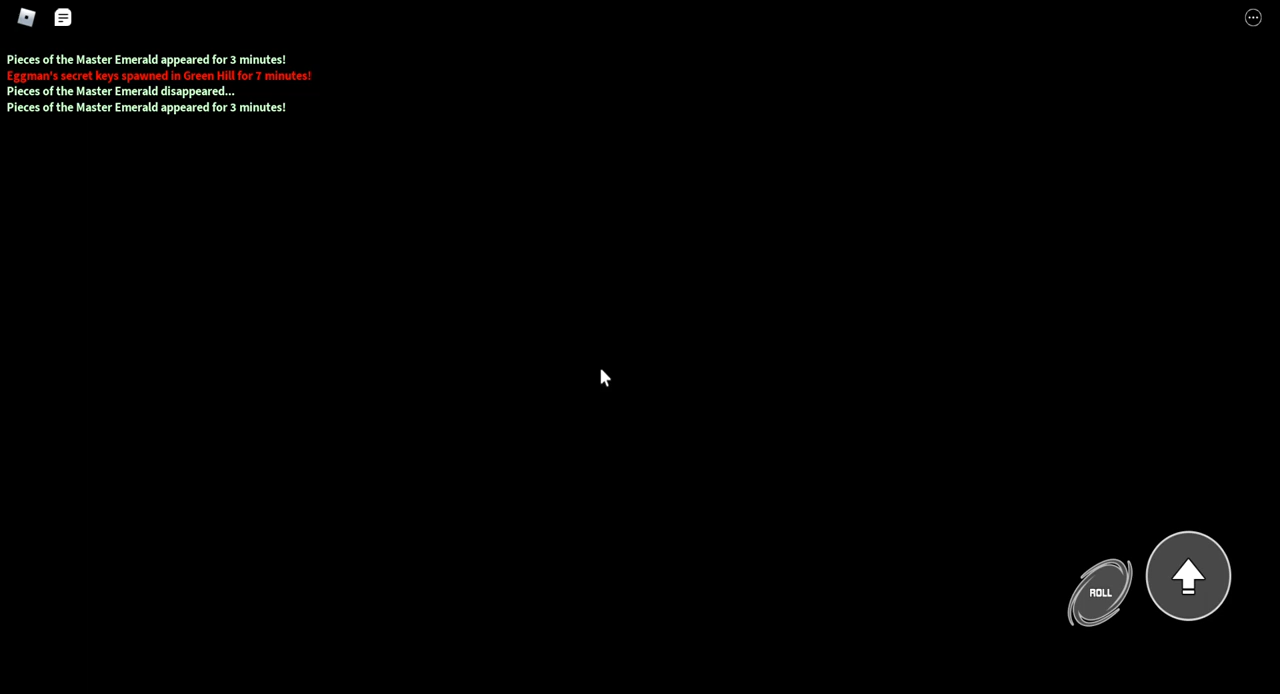 Pieces of the Master Emerald appeared for 3 minutes!
Eggman's secret keys spawned in Green Hill for 7 minutes!
Pieces of the Master Emerald disappeared...
Pieces of the Master Emerald appeared for 3 minutes!
ROLL